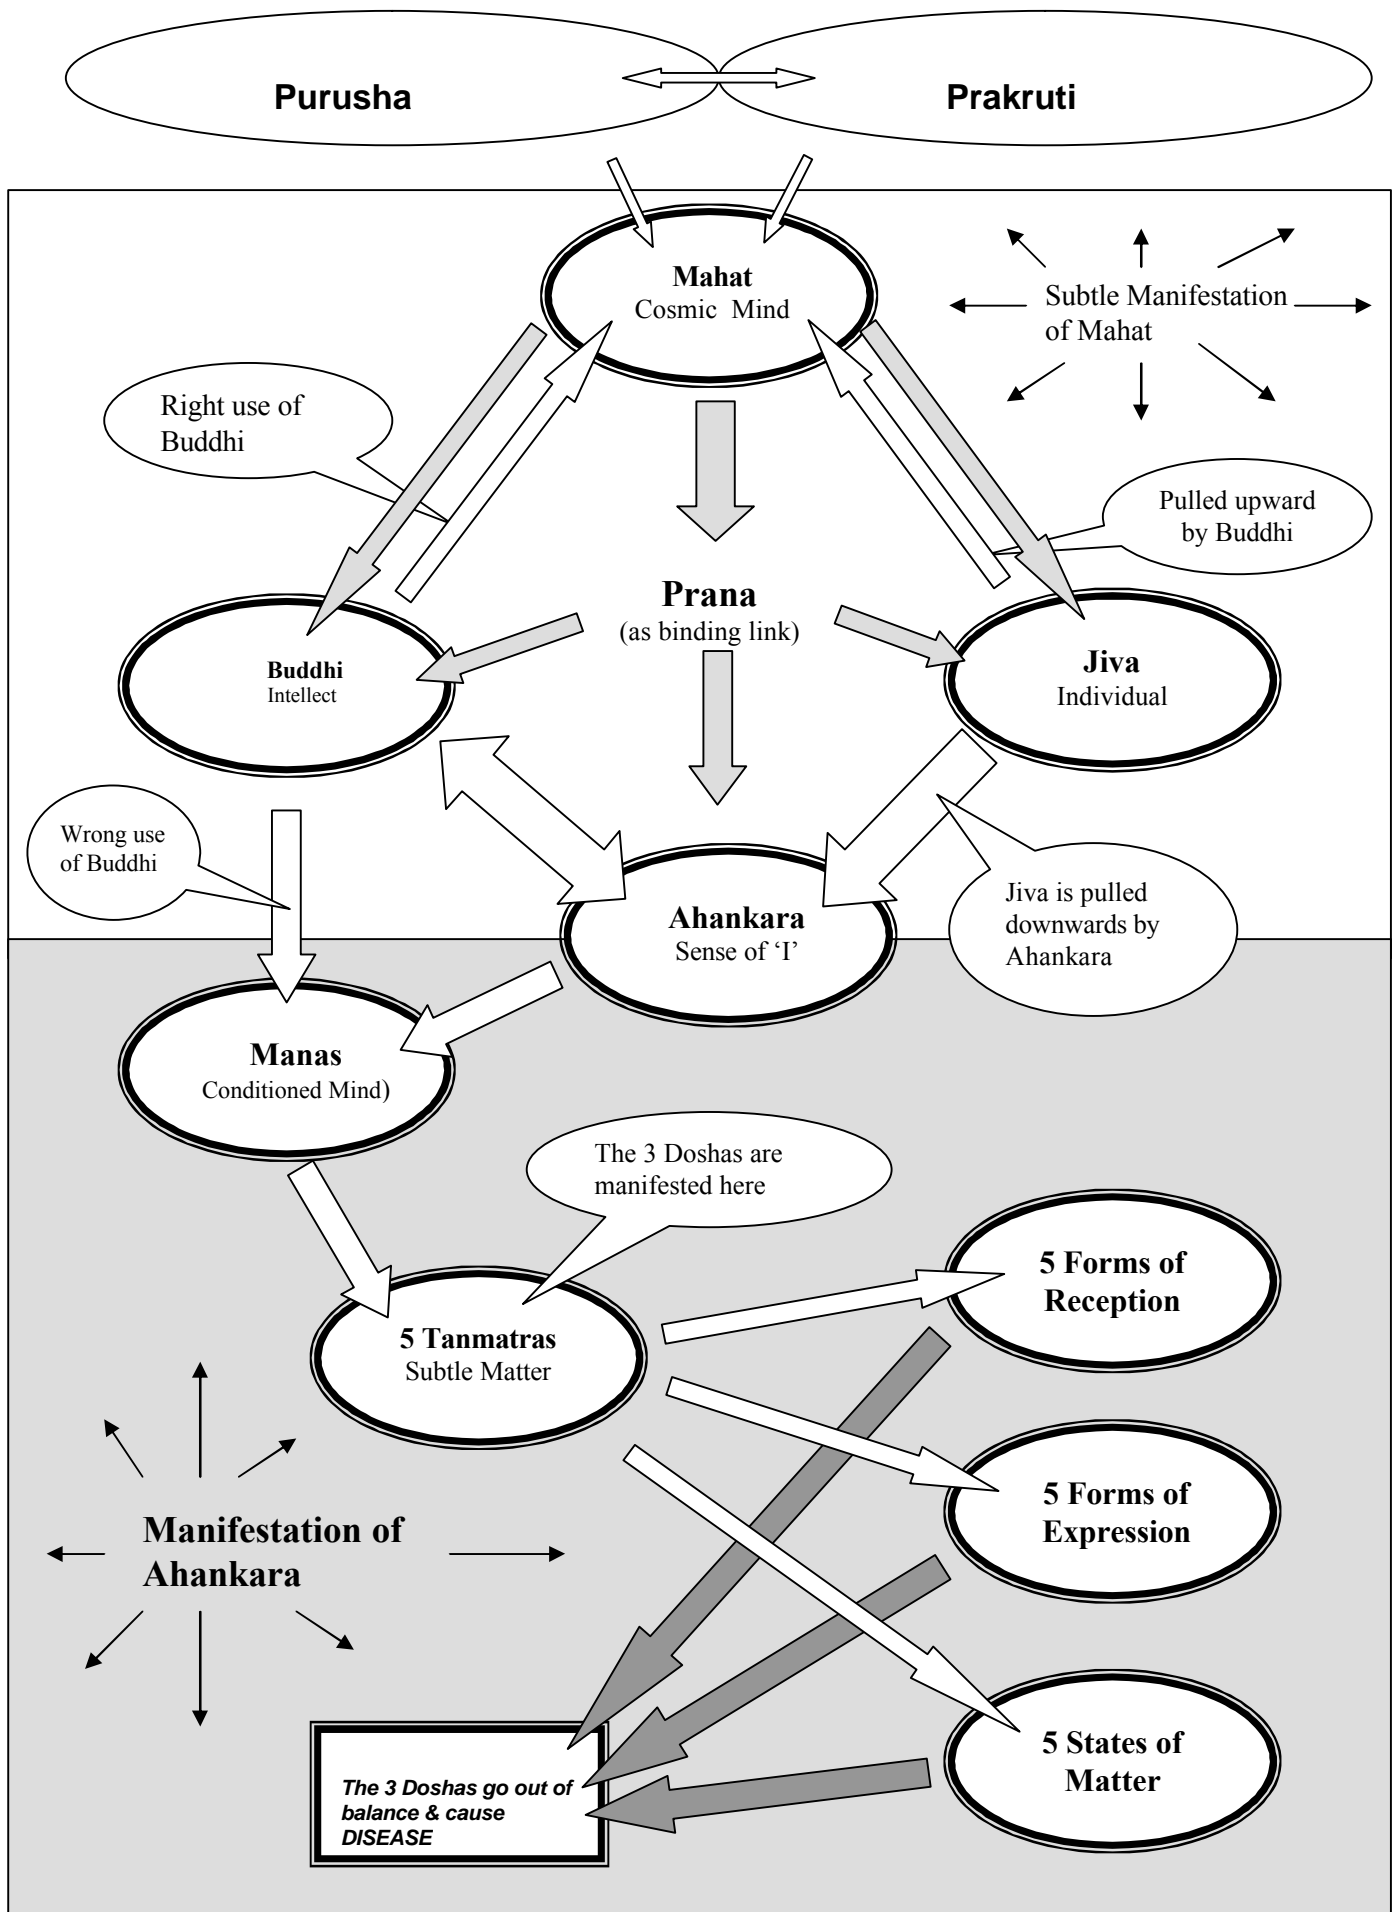 Purusha
Prakruti
Mahat
Cosmic Mind
Subtle Manifestation
of Mahat
Right use of
Buddhi
Pulled upward
by Buddhi
Prana
(as binding link)
Buddhi
Intellect
Jiva
Individual
Wrong use
of Buddhi
Ahankara
Sense of ‘I’
Jiva is pulled
downwards by
Ahankara
Manas
Conditioned Mind)
The 3 Doshas are
manifested here
5 Forms of
Reception
5 Tanmatras
Subtle Matter
5 Forms of
Expression
Manifestation of
Ahankara
5 States of
Matter
The 3 Doshas go out of
balance & cause
DISEASE